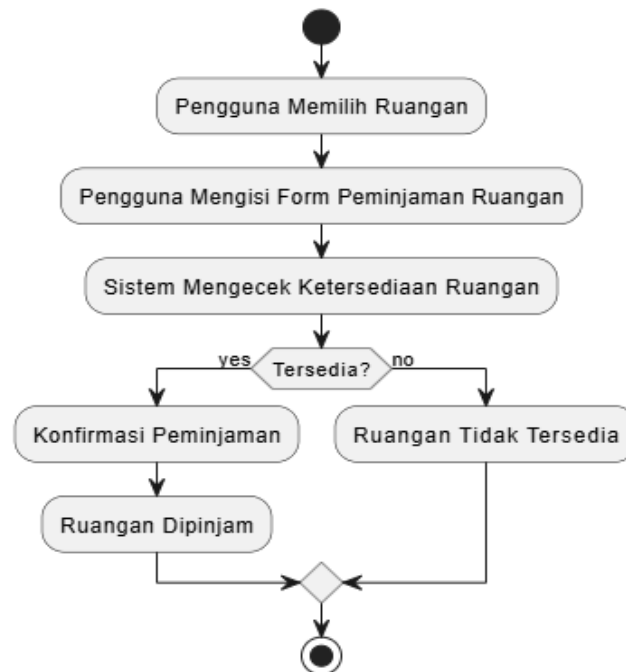 Pengguna Memilih Ruangan
Pengguna Mengisi Form Peminjaman Ruangan
Sistem Mengecek Ketersediaan Ruangan
yes
Tersedia?
no
Konfirmasi Peminjaman
Ruangan Tidak Tersedia
Ruangan Dipinjam